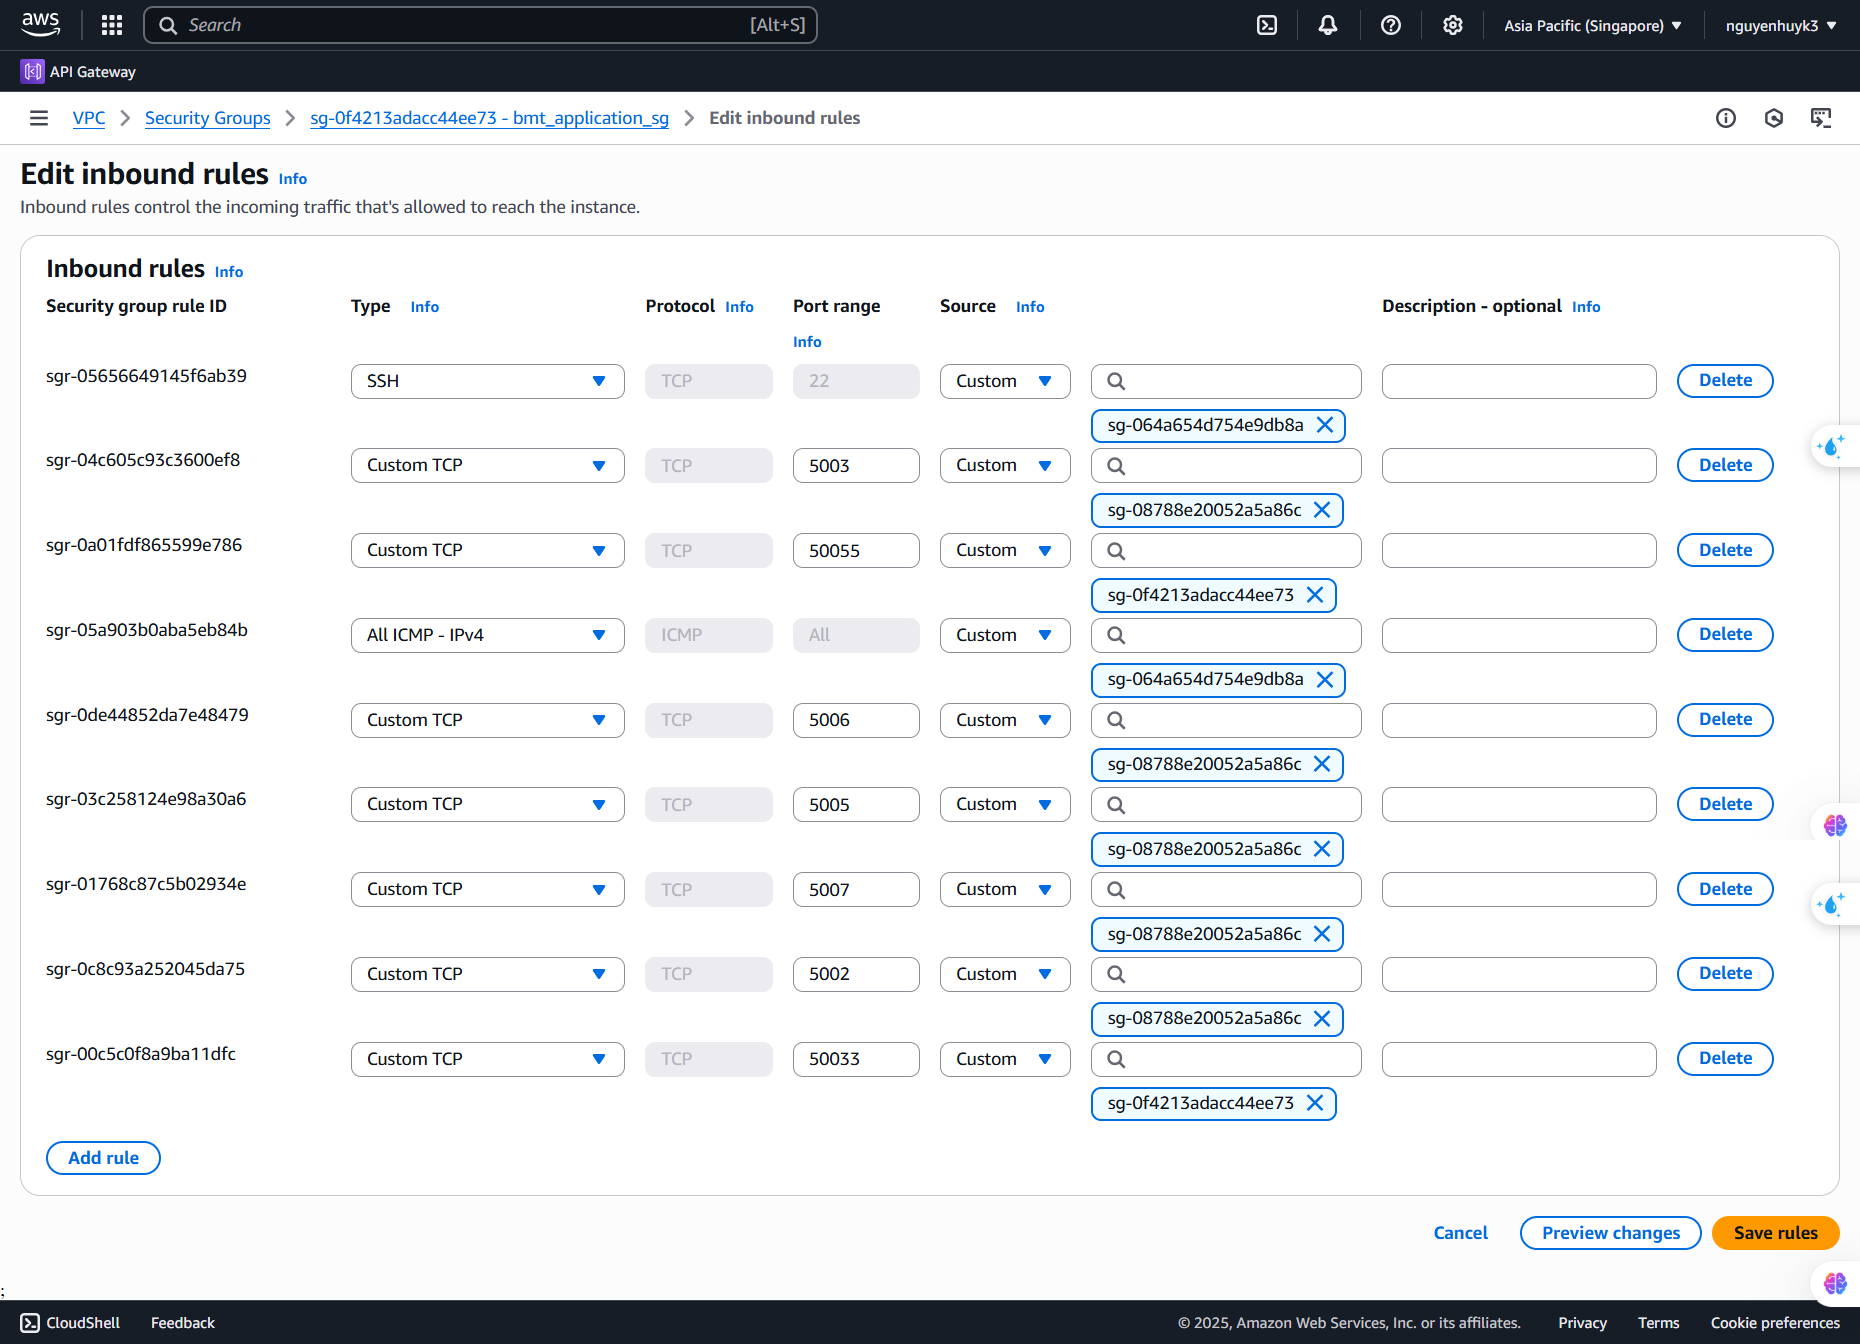 aws
Search [Alt+S]
Asia Pacific (Singapore)
nguyenhuyk3
API Gateway
VPC
Security Groups
sg-0f4213adacc44ee73 - bmt_application_sg
Edit inbound rules
Edit inbound rules Info
Inbound rules control the incoming traffic that's allowed to reach the instance.
Inbound rules Info
Security group rule ID Type Info Protocol Info Port range Source Info Description - optional Info
Info
sgr-05656649145f6ab39 SSH TCP 22 Custom Delete
sg-064a654d754e9db8a
sgr-04c605c93c3600ef8 Custom TCP TCP 5003 Custom Delete
sg-08788e20052a5a86c
sgr-0a01fdf865599e786 Custom TCP TCP 50055 Custom Delete
sg-0f4213adacc44ee73
sgr-05a903b0aba5eb84b All ICMP - IPv4 ICMP All Custom Delete
sg-064a654d754e9db8a
sgr-0de44852da7e48479 Custom TCP TCP 5006 Custom Delete
sg-08788e20052a5a86c
sgr-03c258124e98a30a6 Custom TCP TCP 5005 Custom Delete
sg-08788e20052a5a86c
sgr-01768c87c5b02934e Custom TCP TCP 5007 Custom Delete
sg-08788e20052a5a86c
sgr-0c8c93a252045da75 Custom TCP TCP 5002 Custom Delete
sg-08788e20052a5a86c
sgr-00c5c0f8a9ba11dfc Custom TCP TCP 50033 Custom Delete
sg-0f4213adacc44ee73
Add rule
Cancel Preview changes Save rules
;
CloudShell Feedback © 2025, Amazon Web Services, Inc. or its affiliates. Privacy Terms Cookie preferences